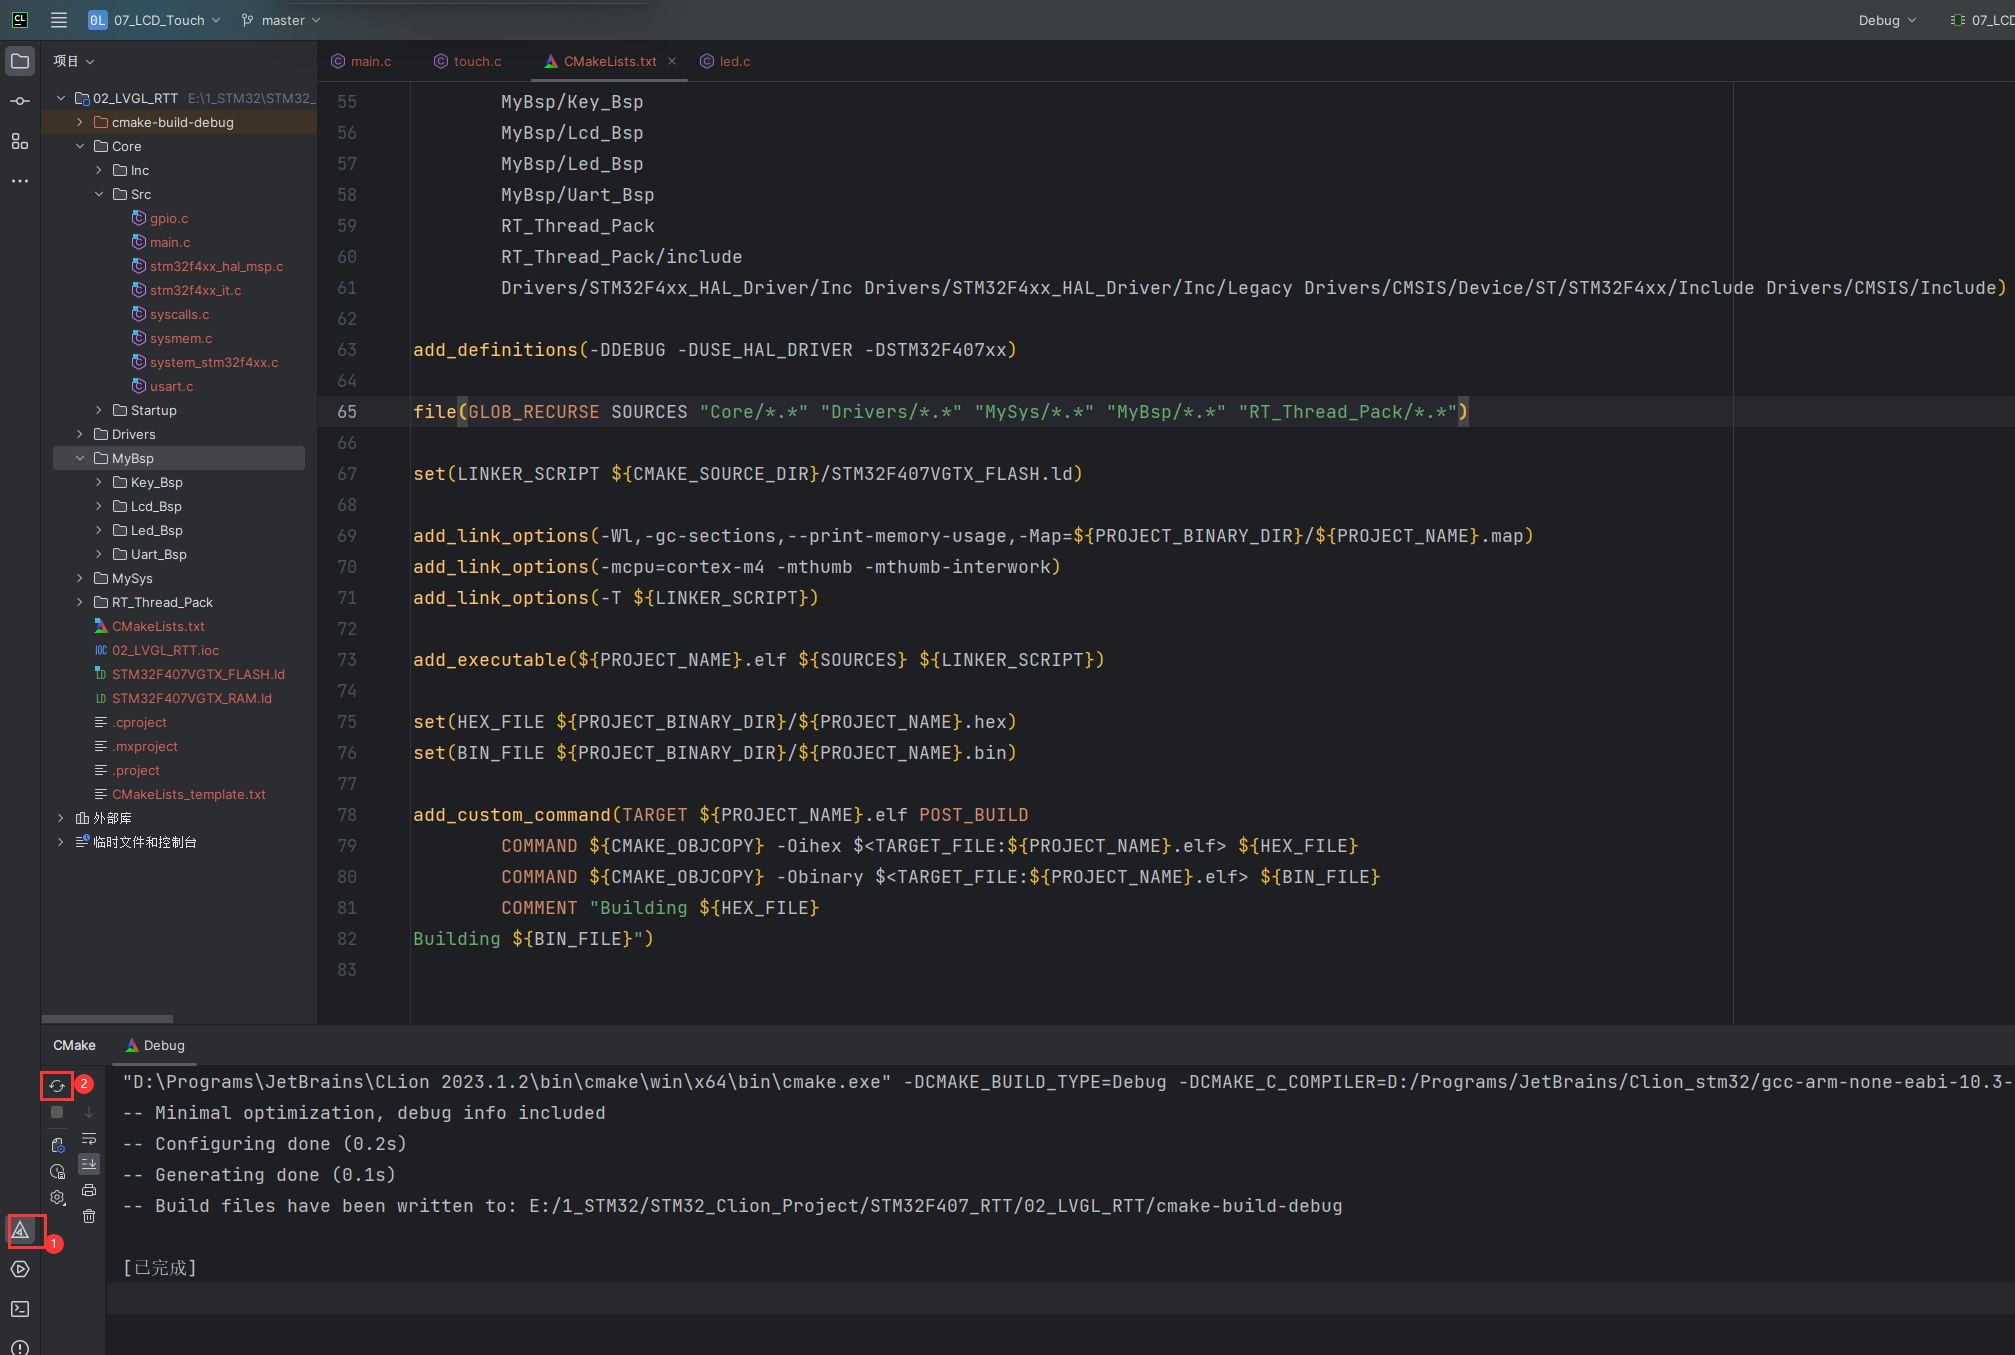 CL
0L 07_LCD_Touch master Debug 07_LCD
项目
main.c touch.c CMakeLists.txt led.c
02_LVGL_RTT E:\1_STM32\STM32_
cmake-build-debug
Core
Inc
Src
gpio.c
main.c
stm32f4xx_hal_msp.c
stm32f4xx_it.c
syscalls.c
sysmem.c
system_stm32f4xx.c
usart.c
Startup
Drivers
MyBsp
Key_Bsp
Lcd_Bsp
Led_Bsp
Uart_Bsp
MySys
RT_Thread_Pack
CMakeLists.txt
IOC 02_LVGL_RTT.ioc
LD STM32F407VGTX_FLASH.ld
LD STM32F407VGTX_RAM.ld
.cproject
.mxproject
.project
CMakeLists_template.txt
外部库
临时文件和控制台
55 MyBsp/Key_Bsp
56 MyBsp/Lcd_Bsp
57 MyBsp/Led_Bsp
58 MyBsp/Uart_Bsp
59 RT_Thread_Pack
60 RT_Thread_Pack/include
61 Drivers/STM32F4xx_HAL_Driver/Inc Drivers/STM32F4xx_HAL_Driver/Inc/Legacy Drivers/CMSIS/Device/ST/STM32F4xx/Include Drivers/CMSIS/Include)
62
63 add_definitions(-DDEBUG -DUSE_HAL_DRIVER -DSTM32F407xx)
64
65 file(GLOB_RECURSE SOURCES "Core/*.*" "Drivers/*.*" "MySys/*.*" "MyBsp/*.*" "RT_Thread_Pack/*.*")
66
67 set(LINKER_SCRIPT ${CMAKE_SOURCE_DIR}/STM32F407VGTX_FLASH.ld)
68
69 add_link_options(-Wl,-gc-sections,--print-memory-usage,-Map=${PROJECT_BINARY_DIR}/${PROJECT_NAME}.map)
70 add_link_options(-mcpu=cortex-m4 -mthumb -mthumb-interwork)
71 add_link_options(-T ${LINKER_SCRIPT})
72
73 add_executable(${PROJECT_NAME}.elf ${SOURCES} ${LINKER_SCRIPT})
74
75 set(HEX_FILE ${PROJECT_BINARY_DIR}/${PROJECT_NAME}.hex)
76 set(BIN_FILE ${PROJECT_BINARY_DIR}/${PROJECT_NAME}.bin)
77
78 add_custom_command(TARGET ${PROJECT_NAME}.elf POST_BUILD
79 COMMAND ${CMAKE_OBJCOPY} -Oihex $<TARGET_FILE:${PROJECT_NAME}.elf> ${HEX_FILE}
80 COMMAND ${CMAKE_OBJCOPY} -Obinary $<TARGET_FILE:${PROJECT_NAME}.elf> ${BIN_FILE}
81 COMMENT "Building ${HEX_FILE}
82 Building ${BIN_FILE}")
83
CMake Debug
2
"D:\Programs\JetBrains\CLion 2023.1.2\bin\cmake\win\x64\bin\cmake.exe" -DCMAKE_BUILD_TYPE=Debug -DCMAKE_C_COMPILER=D:/Programs/JetBrains/Clion_stm32/gcc-arm-none-eabi-10.3-
-- Minimal optimization, debug info included
-- Configuring done (0.2s)
-- Generating done (0.1s)
-- Build files have been written to: E:/1_STM32/STM32_Clion_Project/STM32F407_RTT/02_LVGL_RTT/cmake-build-debug
1
[已完成]